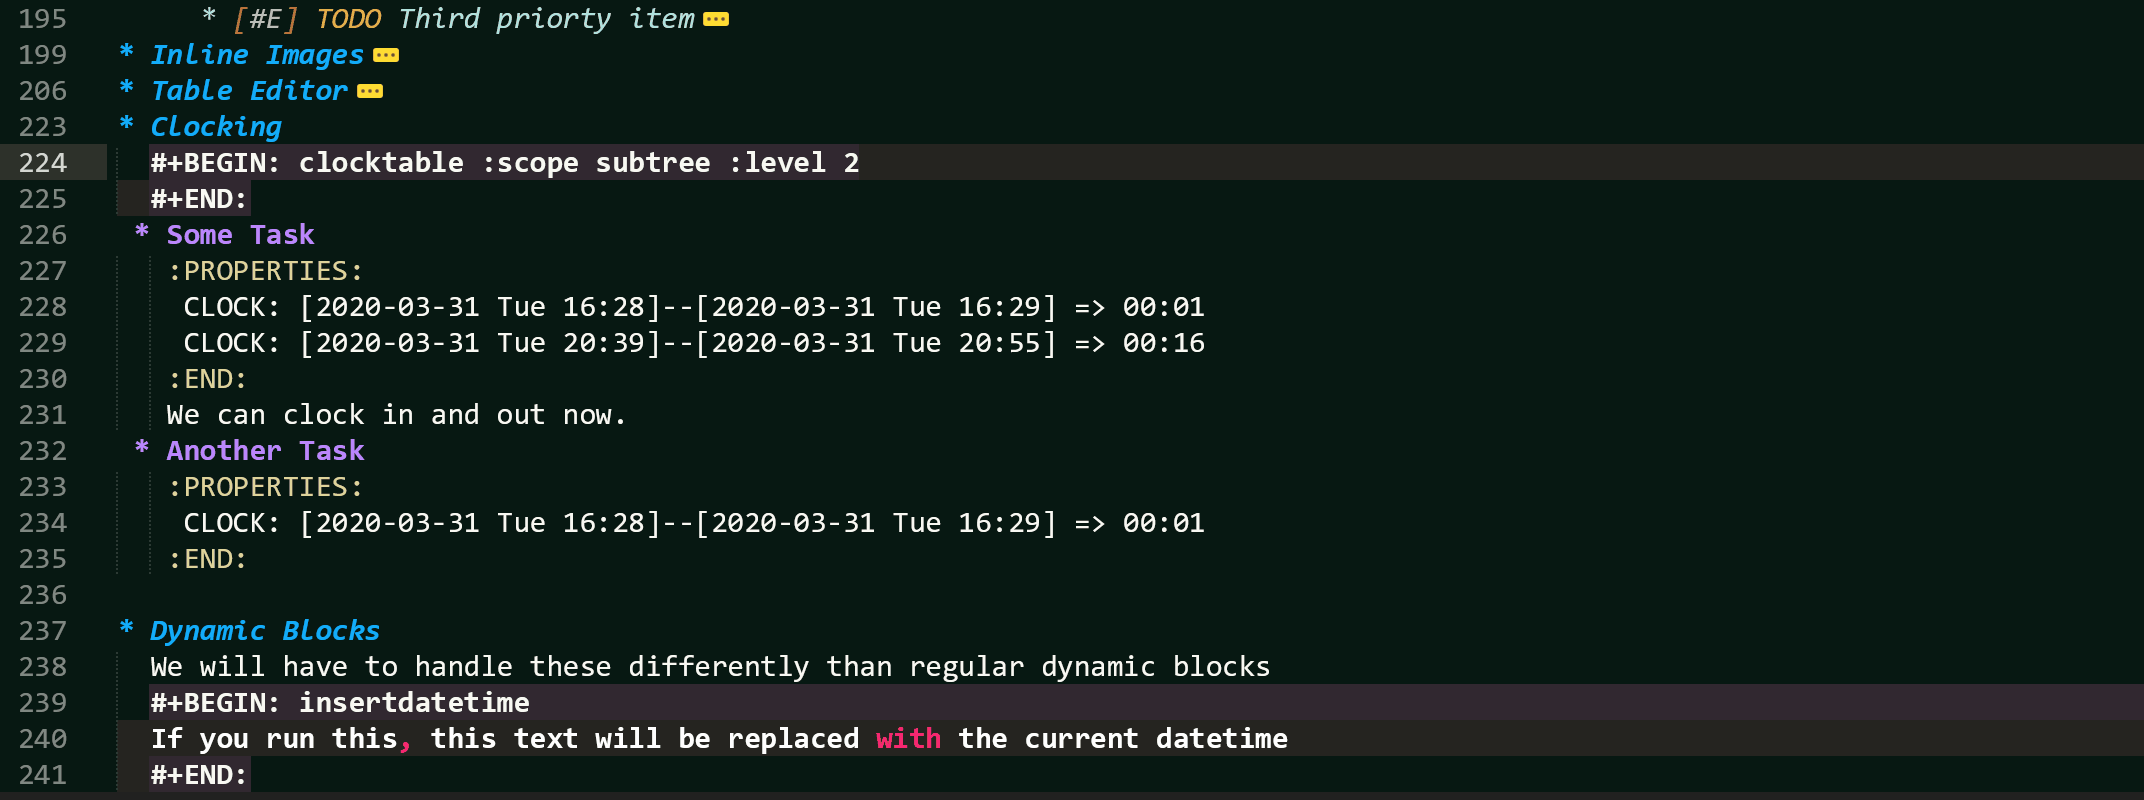 195 * [#E] TODO Third priorty item ...
199 * Inline Images ...
206 * Table Editor ...
223 * Clocking
224 #+BEGIN: clocktable :scope subtree :level 2
225 #+END:
226 * Some Task
227 :PROPERTIES:
228 CLOCK: [2020-03-31 Tue 16:28]--[2020-03-31 Tue 16:29] => 00:01
229 CLOCK: [2020-03-31 Tue 20:39]--[2020-03-31 Tue 20:55] => 00:16
230 :END:
231 We can clock in and out now.
232 * Another Task
233 :PROPERTIES:
234 CLOCK: [2020-03-31 Tue 16:28]--[2020-03-31 Tue 16:29] => 00:01
235 :END:
236
237 * Dynamic Blocks
238 We will have to handle these differently than regular dynamic blocks
239 #+BEGIN: insertdatetime
240 If you run this, this text will be replaced with the current datetime
241 #+END: